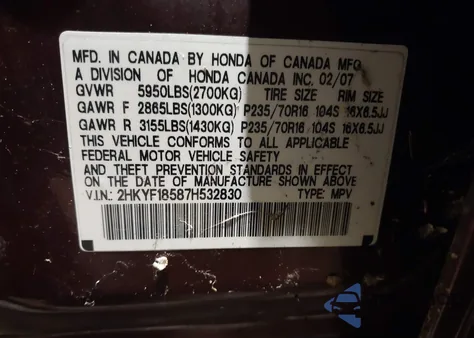 MFD. IN CANADA BY HONDA OF CANADA MFG.
A DIVISION OF HONDA CANADA INC. 02/07
GVWR 5950LBS(2700KG) TIRE SIZE RIM SIZE
GAWR F 2865LBS(1300KG) P235/70R16 104S 16X6.5JJ
GAWR R 3155LBS(1430KG) P235/70R16 104S 16X6.5JJ
THIS VEHICLE CONFORMS TO ALL APPLICABLE
FEDERAL MOTOR VEHICLE SAFETY
AND THEFT PREVENTION STANDARDS IN EFFECT
ON THE DATE OF MANUFACTURE SHOWN ABOVE.
V.I.N.: 2HKYF18587H532830 TYPE: MPV